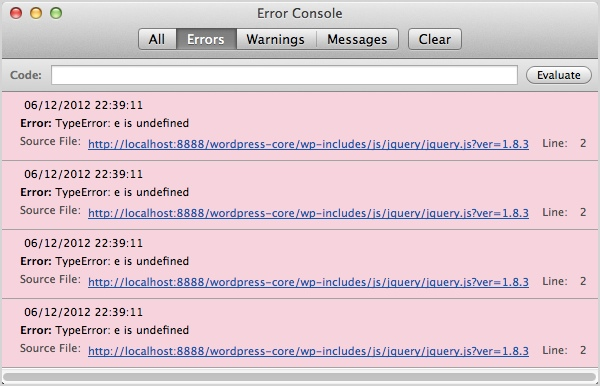 Error Console
All Errors Warnings Messages Clear
Code: Evaluate
06/12/2012 22:39:11
Error: TypeError: e is undefined
Source File: http://localhost:8888/wordpress-core/wp-includes/js/jquery/jquery.js?ver=1.8.3 Line: 2
06/12/2012 22:39:11
Error: TypeError: e is undefined
Source File: http://localhost:8888/wordpress-core/wp-includes/js/jquery/jquery.js?ver=1.8.3 Line: 2
06/12/2012 22:39:11
Error: TypeError: e is undefined
Source File: http://localhost:8888/wordpress-core/wp-includes/js/jquery/jquery.js?ver=1.8.3 Line: 2
06/12/2012 22:39:11
Error: TypeError: e is undefined
Source File: http://localhost:8888/wordpress-core/wp-includes/js/jquery/jquery.js?ver=1.8.3 Line: 2